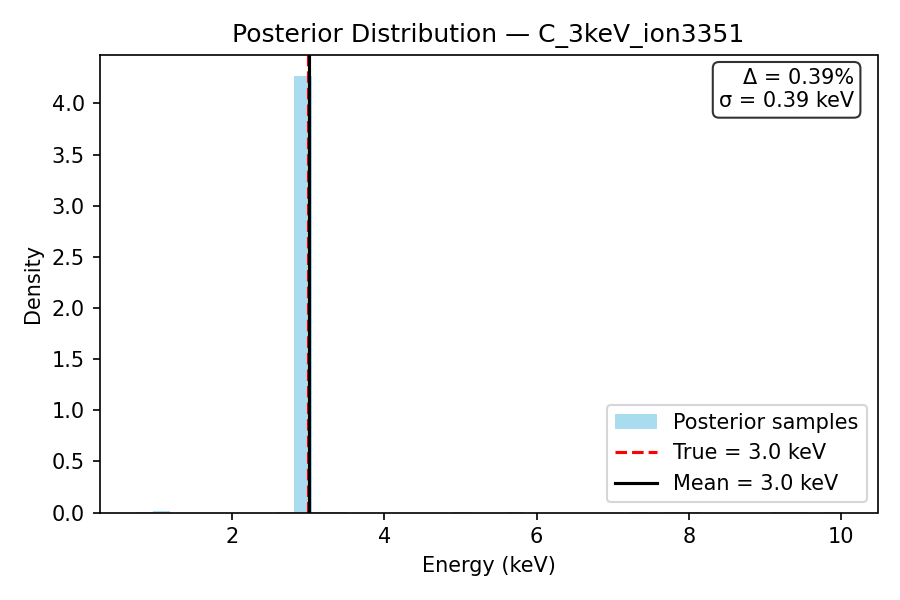 Posterior Distribution — C_3keV_ion3351
Δ = 0.39%
σ = 0.39 keV
4.0
3.5
3.0
2.5
2.0
1.5
1.0
0.5
0.0
Density
Posterior samples
True = 3.0 keV
Mean = 3.0 keV
2 4 6 8 10
Energy (keV)